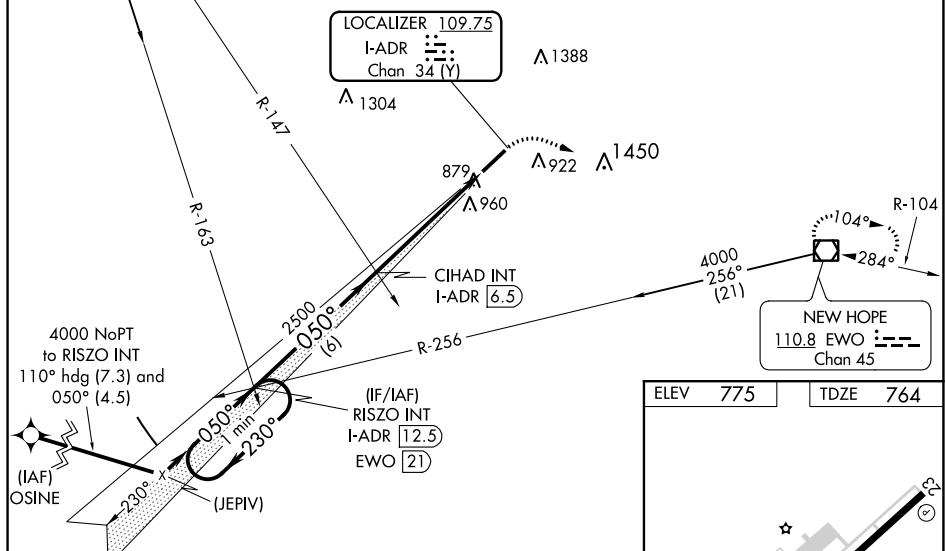 LOCALIZER 109.75
I-ADR
Chan 34 (Y)
1388
1304
R-147
879
922
1450
960
R-163
R-104
104°
284°
4000
256°
(21)
CIHAD INT
I-ADR 6.5
NEW HOPE
110.8 EWO
Chan 45
2500
050°
(6)
R-256
4000 NoPT
to RISZO INT
110° hdg (7.3) and
050° (4.5)
(IF/IAF)
RISZO INT
I-ADR 12.5
EWO 21
050°
1 min
230°
ELEV 775
TDZE 764
(IAF)
OSINE
230°
X
(JEPIV)
23
P